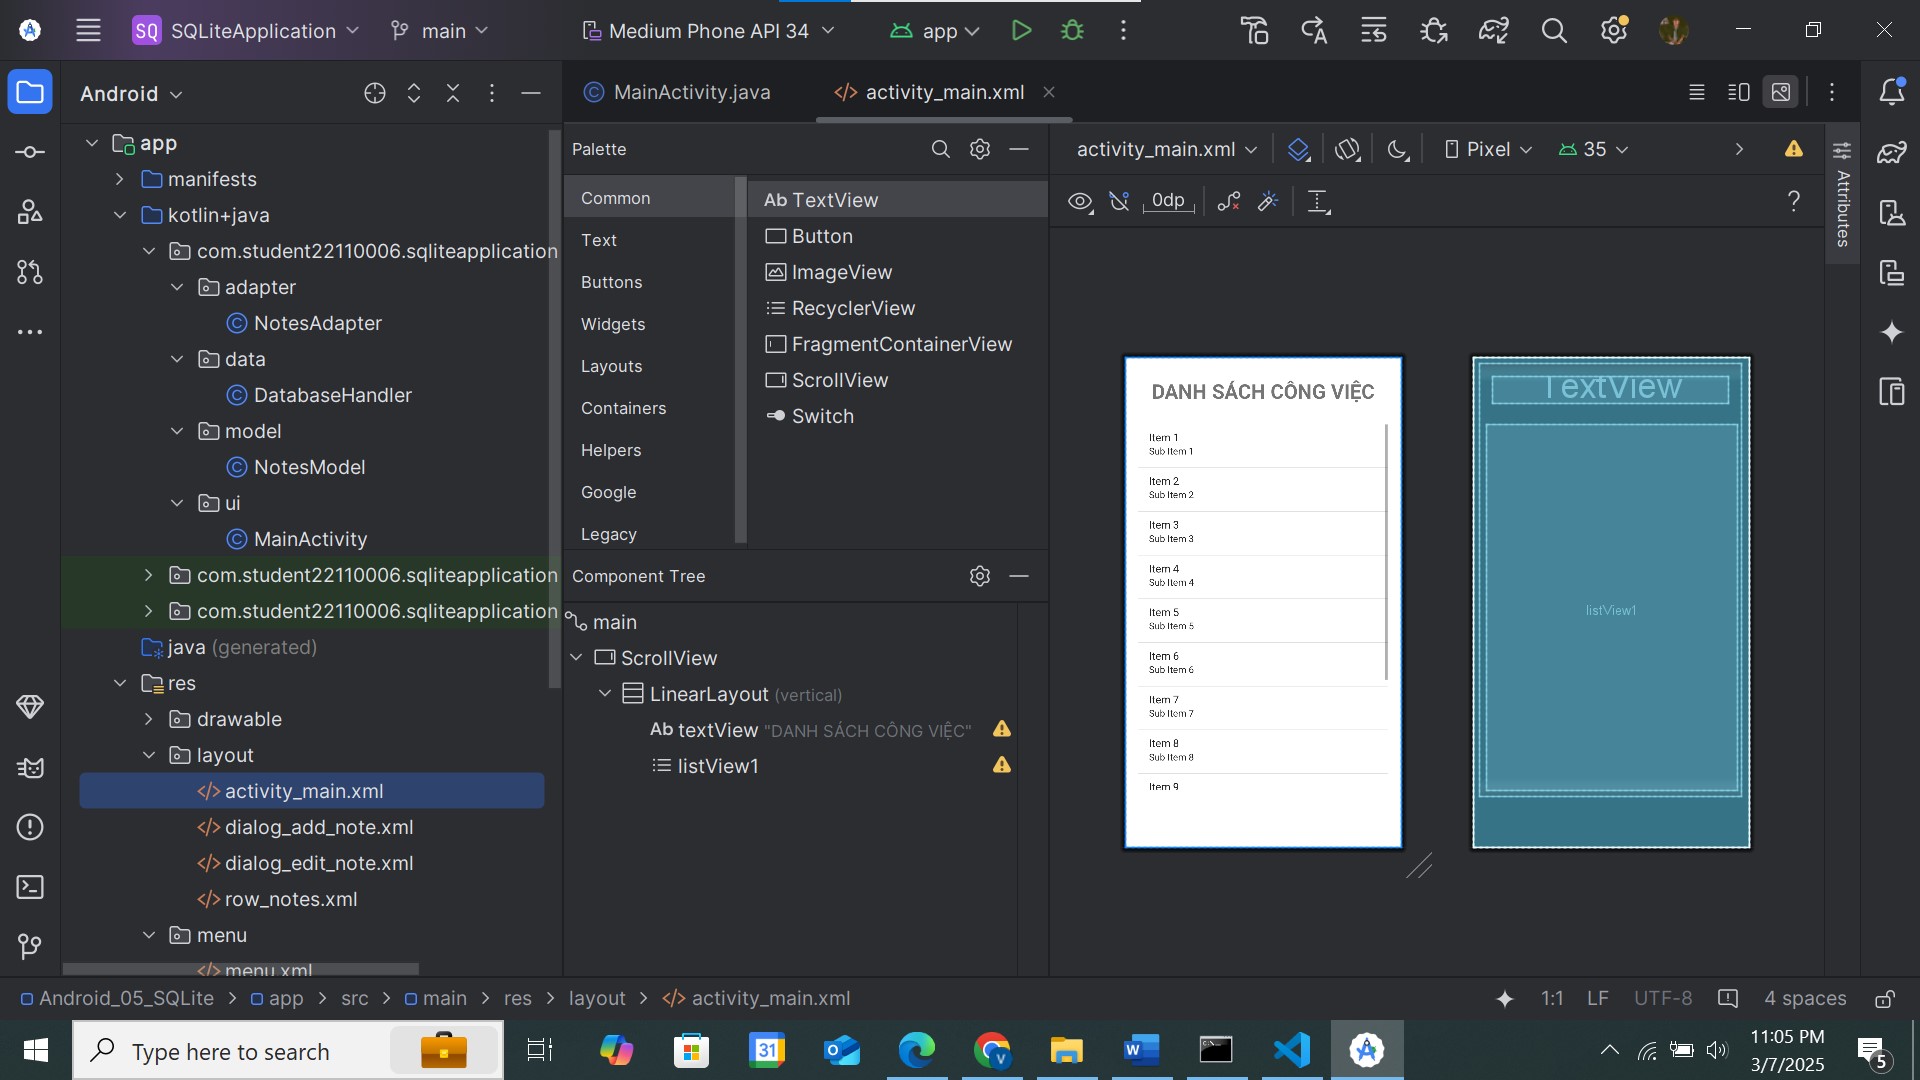 SQ SQLiteApplication main Medium Phone API 34 app
Android
MainActivity.java activity_main.xml
app
manifests
kotlin+java
com.student22110006.sqliteapplication
adapter
NotesAdapter
data
DatabaseHandler
model
NotesModel
ui
MainActivity
com.student22110006.sqliteapplication
com.student22110006.sqliteapplication
java (generated)
res
drawable
layout
activity_main.xml
dialog_add_note.xml
dialog_edit_note.xml
row_notes.xml
menu
menu.xml
Palette
Common
Text
Buttons
Widgets
Layouts
Containers
Helpers
Google
Legacy
Ab TextView
Button
ImageView
RecyclerView
FragmentContainerView
ScrollView
Switch
Component Tree
main
ScrollView
LinearLayout (vertical)
Ab textView "DANH SÁCH CÔNG VIỆC"
listView1
activity_main.xml Pixel 35
0dp
?
Attributes
DANH SÁCH CÔNG VIỆC
Item 1
Sub Item 1
Item 2
Sub Item 2
Item 3
Sub Item 3
Item 4
Sub Item 4
Item 5
Sub Item 5
Item 6
Sub Item 6
Item 7
Sub Item 7
Item 8
Sub Item 8
Item 9
TextView
listView1
Android_05_SQLite > app > src > main > res > layout > activity_main.xml
1:1 LF UTF-8 4 spaces
Type here to search
31
11:05 PM
3/7/2025
5